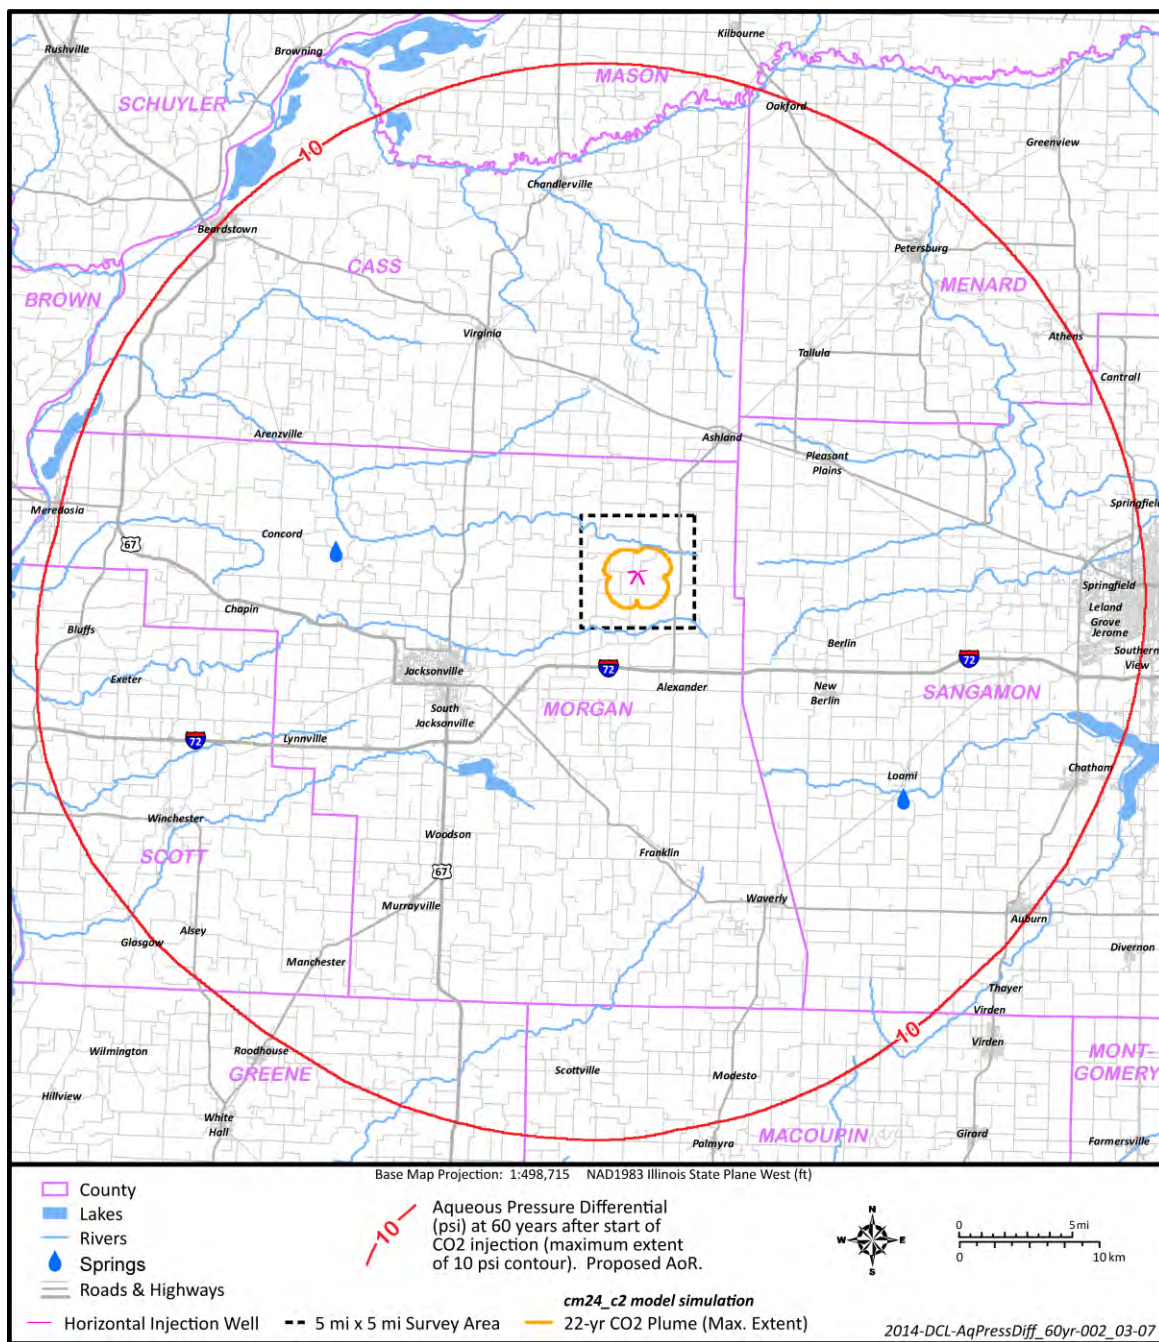 Rushville
Browning
Kilbourne
MASON
SCHUYLER
Oakford
Greenview
10
Chandlerville
Beardstown
Petersburg
CASS
MENARD
BROWN
Virginia
Athens
Tallula
Cantrall
Arenzville
Ashland
Pleasant
Plains
Meredosia
Springfield
Concord
67
Springfield
Chapin
Leland
Grove
Jerome
Bluffs
Berlin
Southern
View
Jacksonville
72
72
Exeter
Alexander
New
Berlin
SANGAMON
South
Jacksonville
MORGAN
72
Lynnville
Chatham
Loami
Winchester
Woodson
SCOTT
Franklin
67
Murrayville
Waverly
Auburn
Alsey
Glasgow
Manchester
Divernon
Thayer
Virden
10
Virden
Wilmington
Roodhouse
MONT-
GOMERY
GREENE
Scottville
Modesto
Hillview
White
Hall
MACOUPIN
Girard
Palmyra
Farmersville
Base Map Projection: 1:498,715 NAD1983 Illinois State Plane West (ft)
County
Lakes
Rivers
Springs
Roads & Highways
10
Aqueous Pressure Differential
(psi) at 60 years after start of
CO2 injection (maximum extent
of 10 psi contour). Proposed AoR.
N
W E
S
0 5 mi
0 10 km
cm24_c2 model simulation
Horizontal Injection Well 5 mi x 5 mi Survey Area 22-yr CO2 Plume (Max. Extent)
2014-DCL-AqPressDiff_60yr-002_03-07